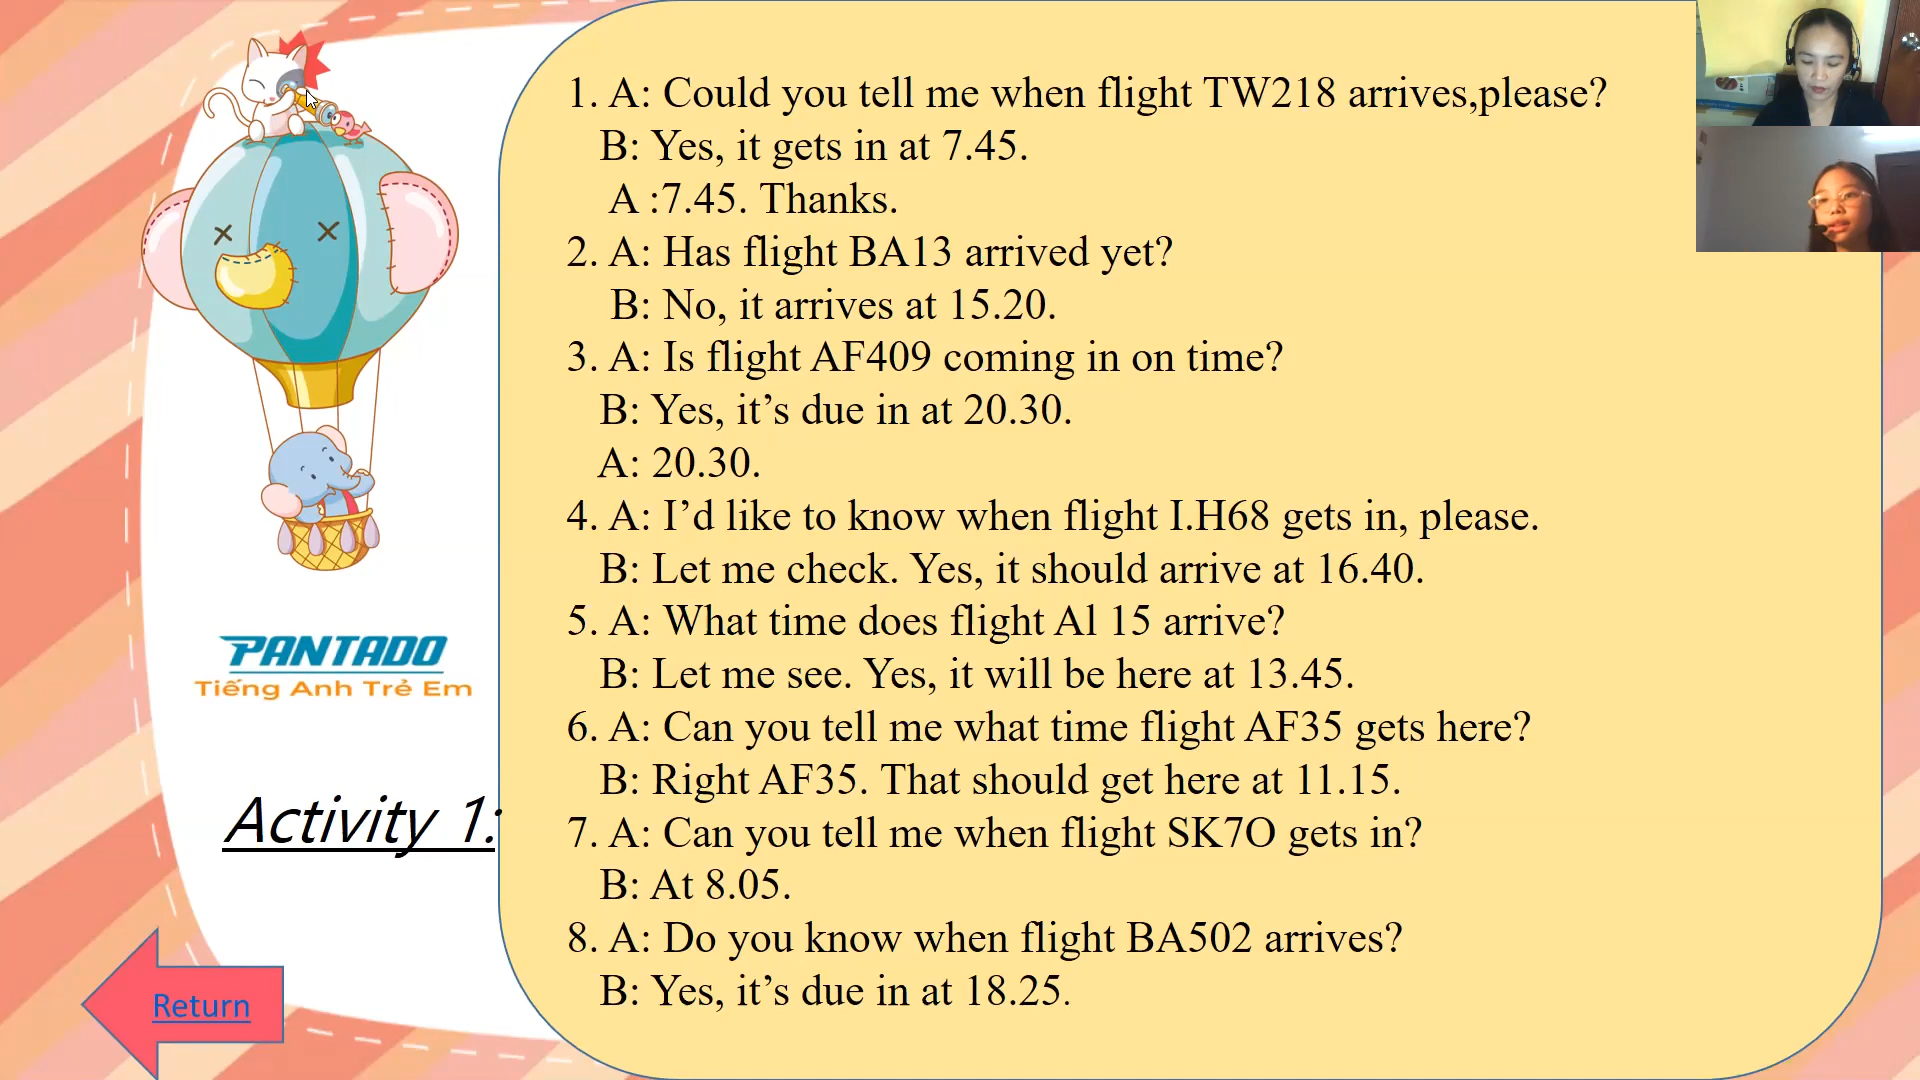 1. A: Could you tell me when flight TW218 arrives,please?
B: Yes, it gets in at 7.45.
A :7.45. Thanks.
2. A: Has flight BA13 arrived yet?
B: No, it arrives at 15.20.
3. A: Is flight AF409 coming in on time?
B: Yes, it’s due in at 20.30.
A: 20.30.
4. A: I’d like to know when flight I.H68 gets in, please.
B: Let me check. Yes, it should arrive at 16.40.
5. A: What time does flight Al 15 arrive?
B: Let me see. Yes, it will be here at 13.45.
6. A: Can you tell me what time flight AF35 gets here?
B: Right AF35. That should get here at 11.15.
7. A: Can you tell me when flight SK7O gets in?
B: At 8.05.
8. A: Do you know when flight BA502 arrives?
B: Yes, it’s due in at 18.25.
PANTADO
Tiếng Anh Trẻ Em
Activity 1:
Return